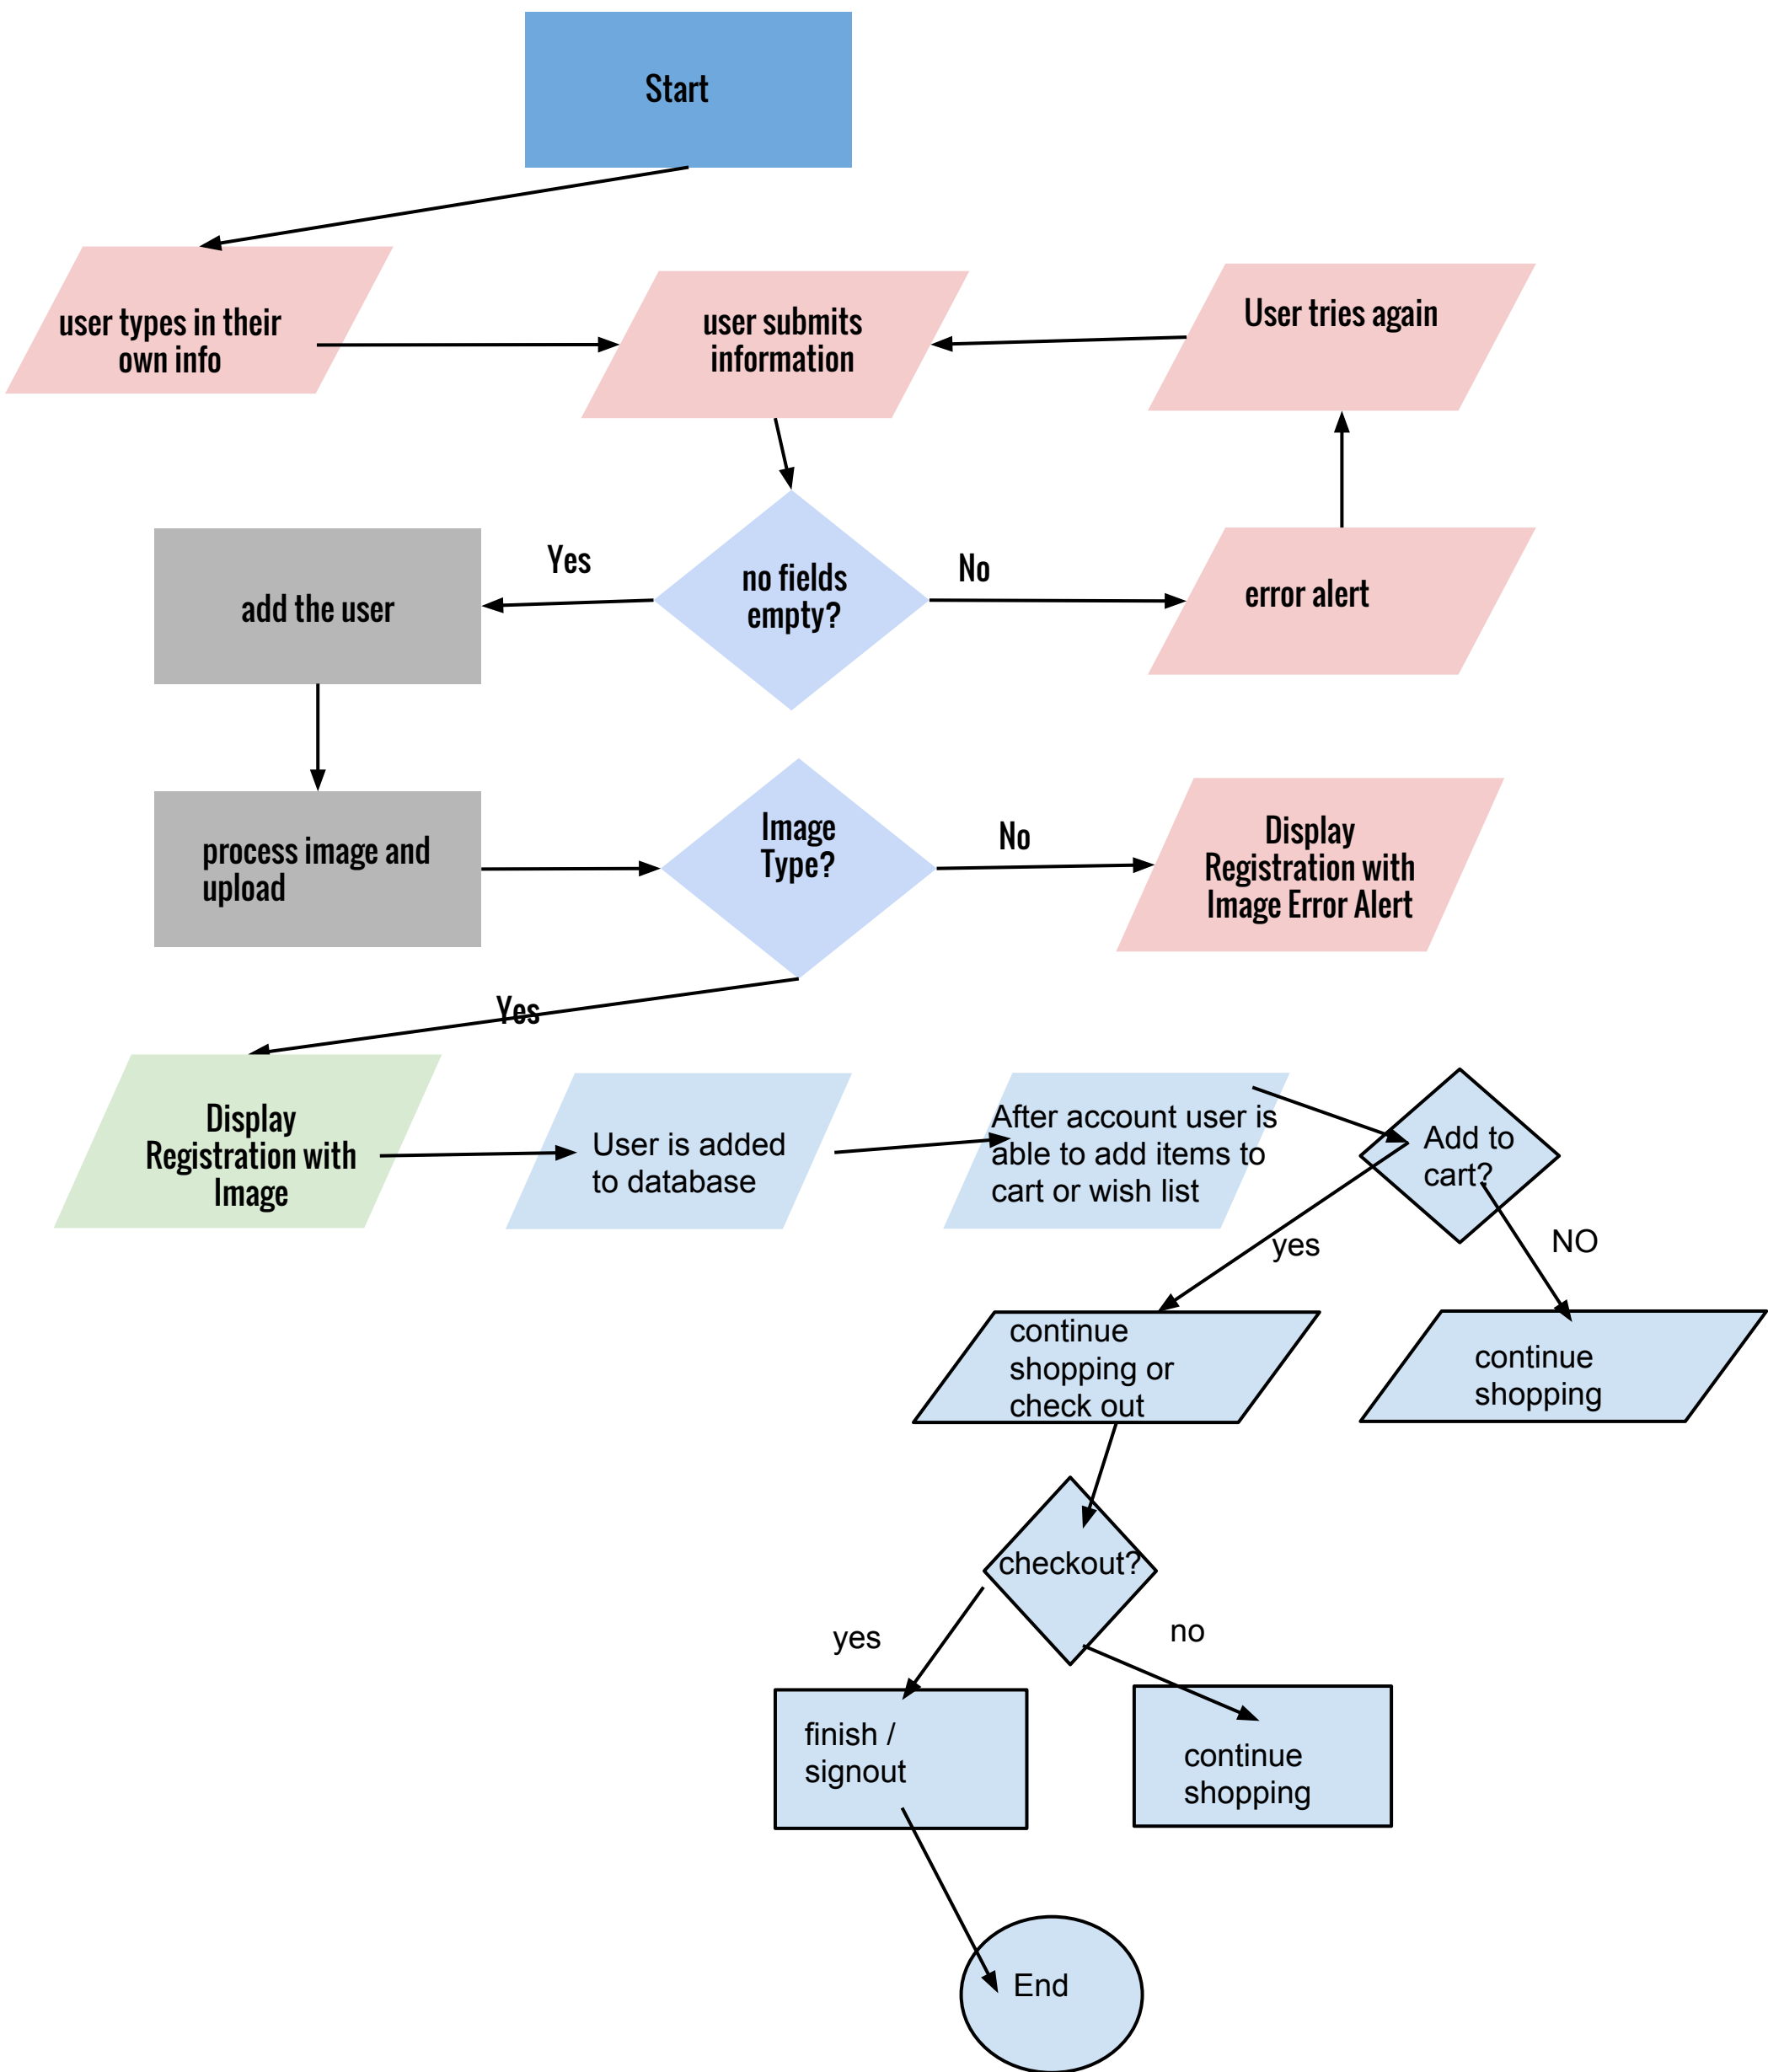 Start
user types in their
own info
user submits
information
User tries again
Yes
no fields
empty?
No
add the user
error alert
process image and
upload
Image
Type?
No
Display
Registration with
Image Error Alert
Yes
Display
Registration with
Image
User is added
to database
After account user is
able to add items to
cart or wish list
Add to
cart?
yes
NO
continue
shopping or
check out
continue
shopping
checkout?
yes
no
finish /
signout
continue
shopping
End